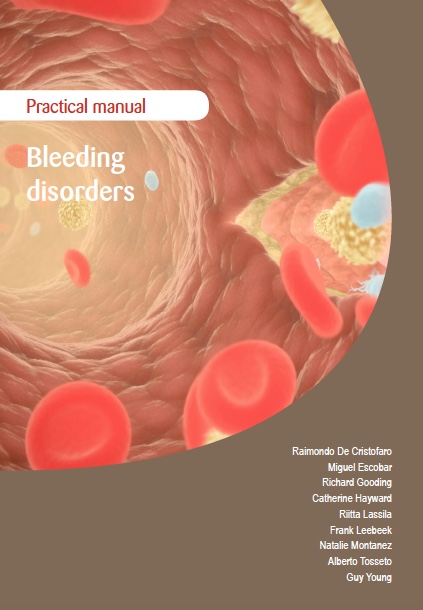 Practical manual
Bleeding
disorders
Raimondo De Cristofaro
Miguel Escobar
Richard Gooding
Catherine Hayward
Riitta Lassila
Frank Leebeek
Natalie Montanez
Alberto Tosseto
Guy Young